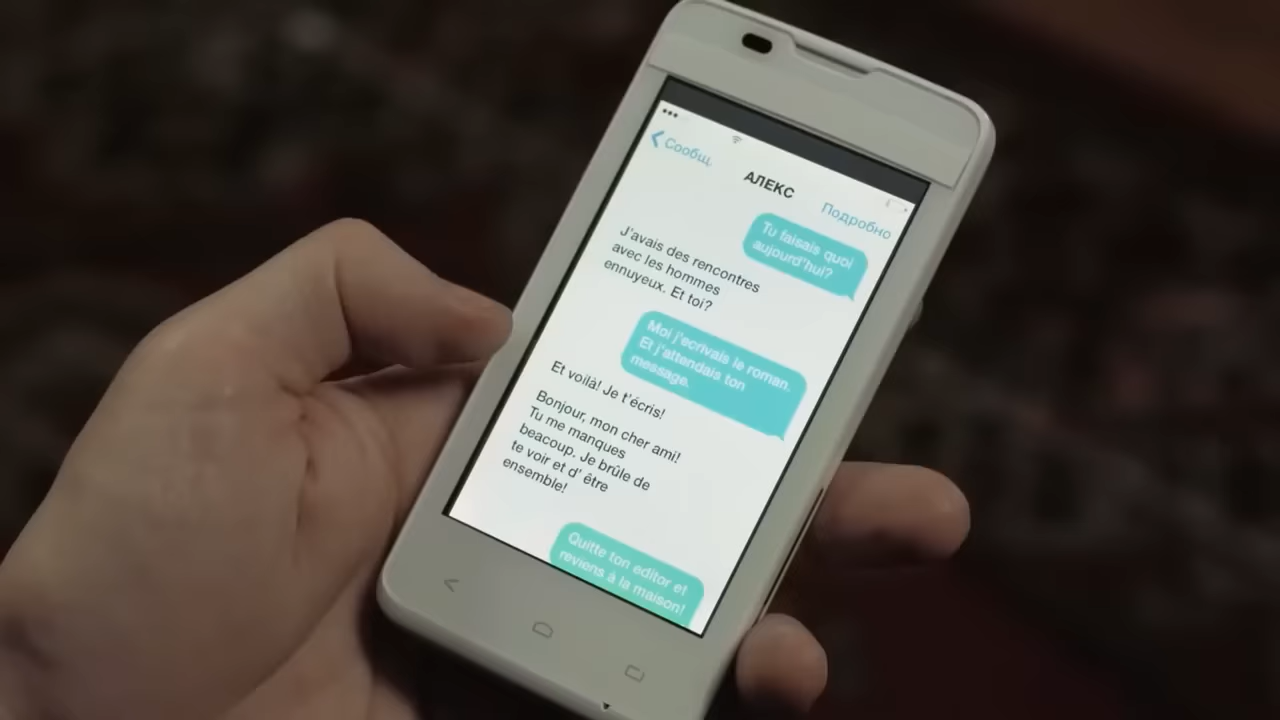 Сообщ.
АЛЕКС
Подробно
Tu faisais quoi
aujourd'hui?
J'avais des rencontres
avec les hommes
ennuyeux. Et toi?
Moi j'ecrivais le roman.
Et j'attendais ton
message.
Et voilà! Je t'écris!
Bonjour, mon cher ami!
Tu me manques
beacoup. Je brûle de
te voir et d' être
ensemble!
Quitte ton editor et
reviens à la maison!